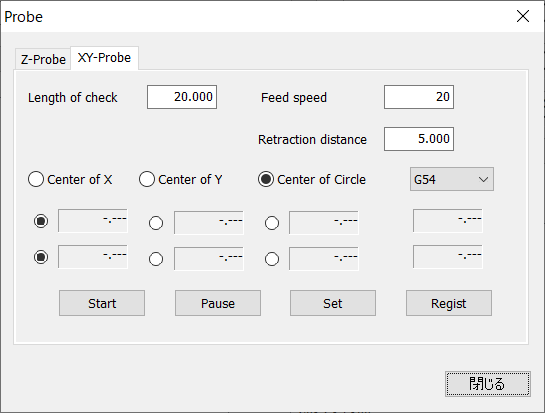 Probe
Z-Probe XY-Probe
Length of check 20.000 Feed speed 20
Retraction distance 5.000
Center of X Center of Y Center of Circle G54
-.--- -.--- -.--- -.---
-.--- -.--- -.--- -.---
Start Pause Set Regist
閉じる